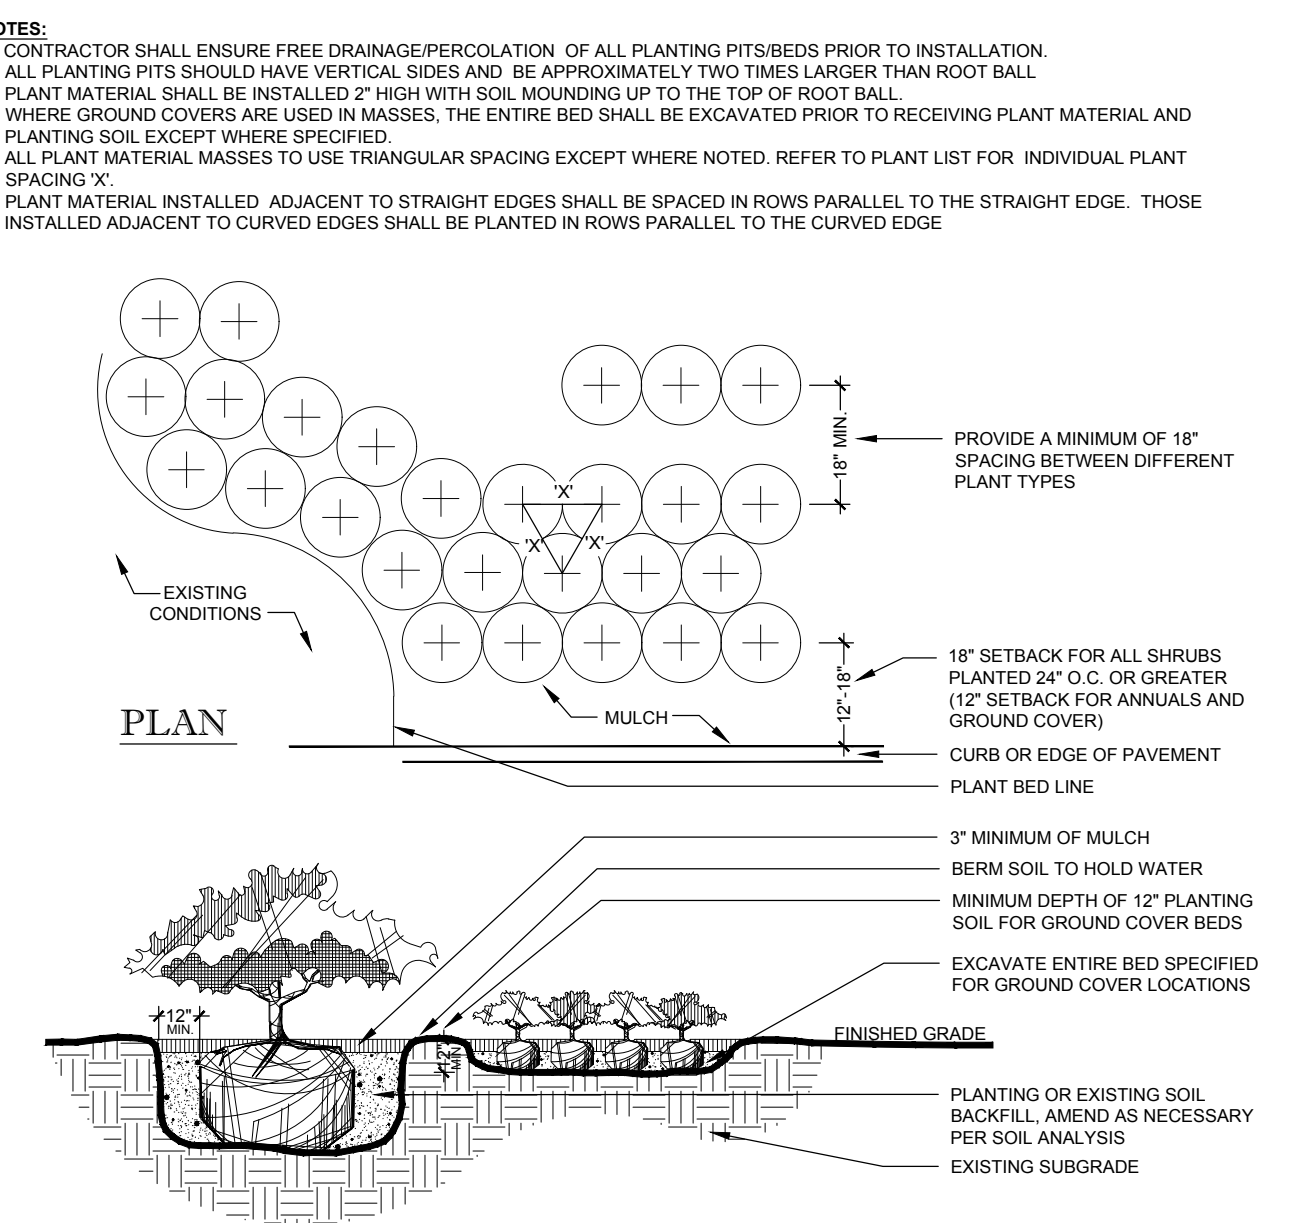 OTES:
CONTRACTOR SHALL ENSURE FREE DRAINAGE/PERCOLATION OF ALL PLANTING PITS/BEDS PRIOR TO INSTALLATION.
ALL PLANTING PITS SHOULD HAVE VERTICAL SIDES AND BE APPROXIMATELY TWO TIMES LARGER THAN ROOT BALL
PLANT MATERIAL SHALL BE INSTALLED 2" HIGH WITH SOIL MOUNDING UP TO THE TOP OF ROOT BALL.
WHERE GROUND COVERS ARE USED IN MASSES, THE ENTIRE BED SHALL BE EXCAVATED PRIOR TO RECEIVING PLANT MATERIAL AND
PLANTING SOIL EXCEPT WHERE SPECIFIED.
ALL PLANT MATERIAL MASSES TO USE TRIANGULAR SPACING EXCEPT WHERE NOTED. REFER TO PLANT LIST FOR INDIVIDUAL PLANT
SPACING 'X'.
PLANT MATERIAL INSTALLED ADJACENT TO STRAIGHT EDGES SHALL BE SPACED IN ROWS PARALLEL TO THE STRAIGHT EDGE. THOSE
INSTALLED ADJACENT TO CURVED EDGES SHALL BE PLANTED IN ROWS PARALLEL TO THE CURVED EDGE
18" MIN.
PROVIDE A MINIMUM OF 18"
SPACING BETWEEN DIFFERENT
PLANT TYPES
'X'
'X'
'X'
EXISTING
CONDITIONS
12"-18"
18" SETBACK FOR ALL SHRUBS
PLANTED 24" O.C. OR GREATER
(12" SETBACK FOR ANNUALS AND
GROUND COVER)
PLAN
MULCH
CURB OR EDGE OF PAVEMENT
PLANT BED LINE
3" MINIMUM OF MULCH
BERM SOIL TO HOLD WATER
MINIMUM DEPTH OF 12" PLANTING
SOIL FOR GROUND COVER BEDS
EXCAVATE ENTIRE BED SPECIFIED
FOR GROUND COVER LOCATIONS
12"
MIN.
12"
MIN
FINISHED GRADE
PLANTING OR EXISTING SOIL
BACKFILL, AMEND AS NECESSARY
PER SOIL ANALYSIS
EXISTING SUBGRADE